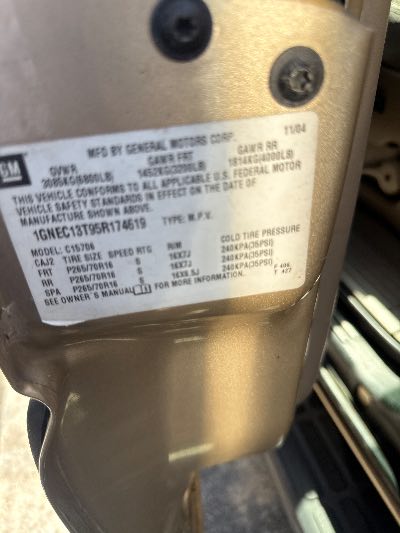 MFD BY GENERAL MOTORS CORP. 11/04
GM GVWR GAWR FRT GAWR RR
3085KG(6800LB) 1452KG(3200LB) 1814KG(4000LB)
THIS VEHICLE CONFORMS TO ALL APPLICABLE U.S. FEDERAL MOTOR
VEHICLE SAFETY STANDARDS IN EFFECT ON THE DATE OF
MANUFACTURE SHOWN ABOVE.
1GNEC13T95R174619 TYPE: M.P.V.
MODEL: C15706 COLD TIRE PRESSURE
CAJ2 TIRE SIZE SPEED RTG RIM
FRT P265/70R16 S 16X7J 240KPA(35PSI)
RR P265/70R16 S 16X7J 240KPA(35PSI)
SPA P265/70R16 S 16X6.5J 240KPA(35PSI)
SEE OWNER'S MANUAL FOR MORE INFORMATION. T 427